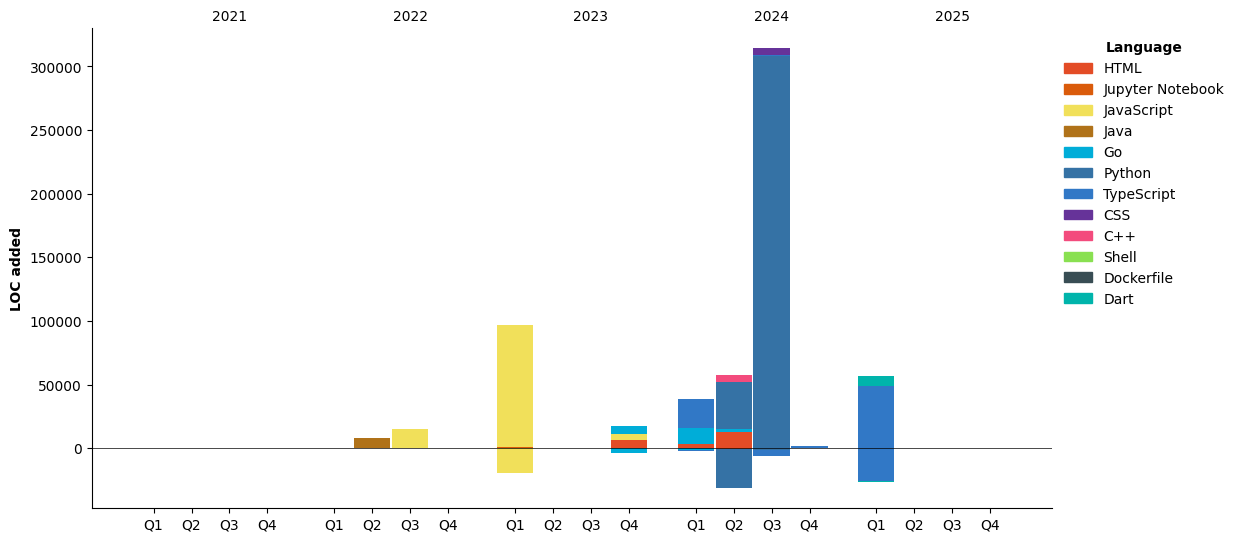 2021 2022 2023 2024 2025
LOC added
300000
250000
200000
150000
100000
50000
0
Q1 Q2 Q3 Q4 Q1 Q2 Q3 Q4 Q1 Q2 Q3 Q4 Q1 Q2 Q3 Q4 Q1 Q2 Q3 Q4
Language
HTML
Jupyter Notebook
JavaScript
Java
Go
Python
TypeScript
CSS
C++
Shell
Dockerfile
Dart